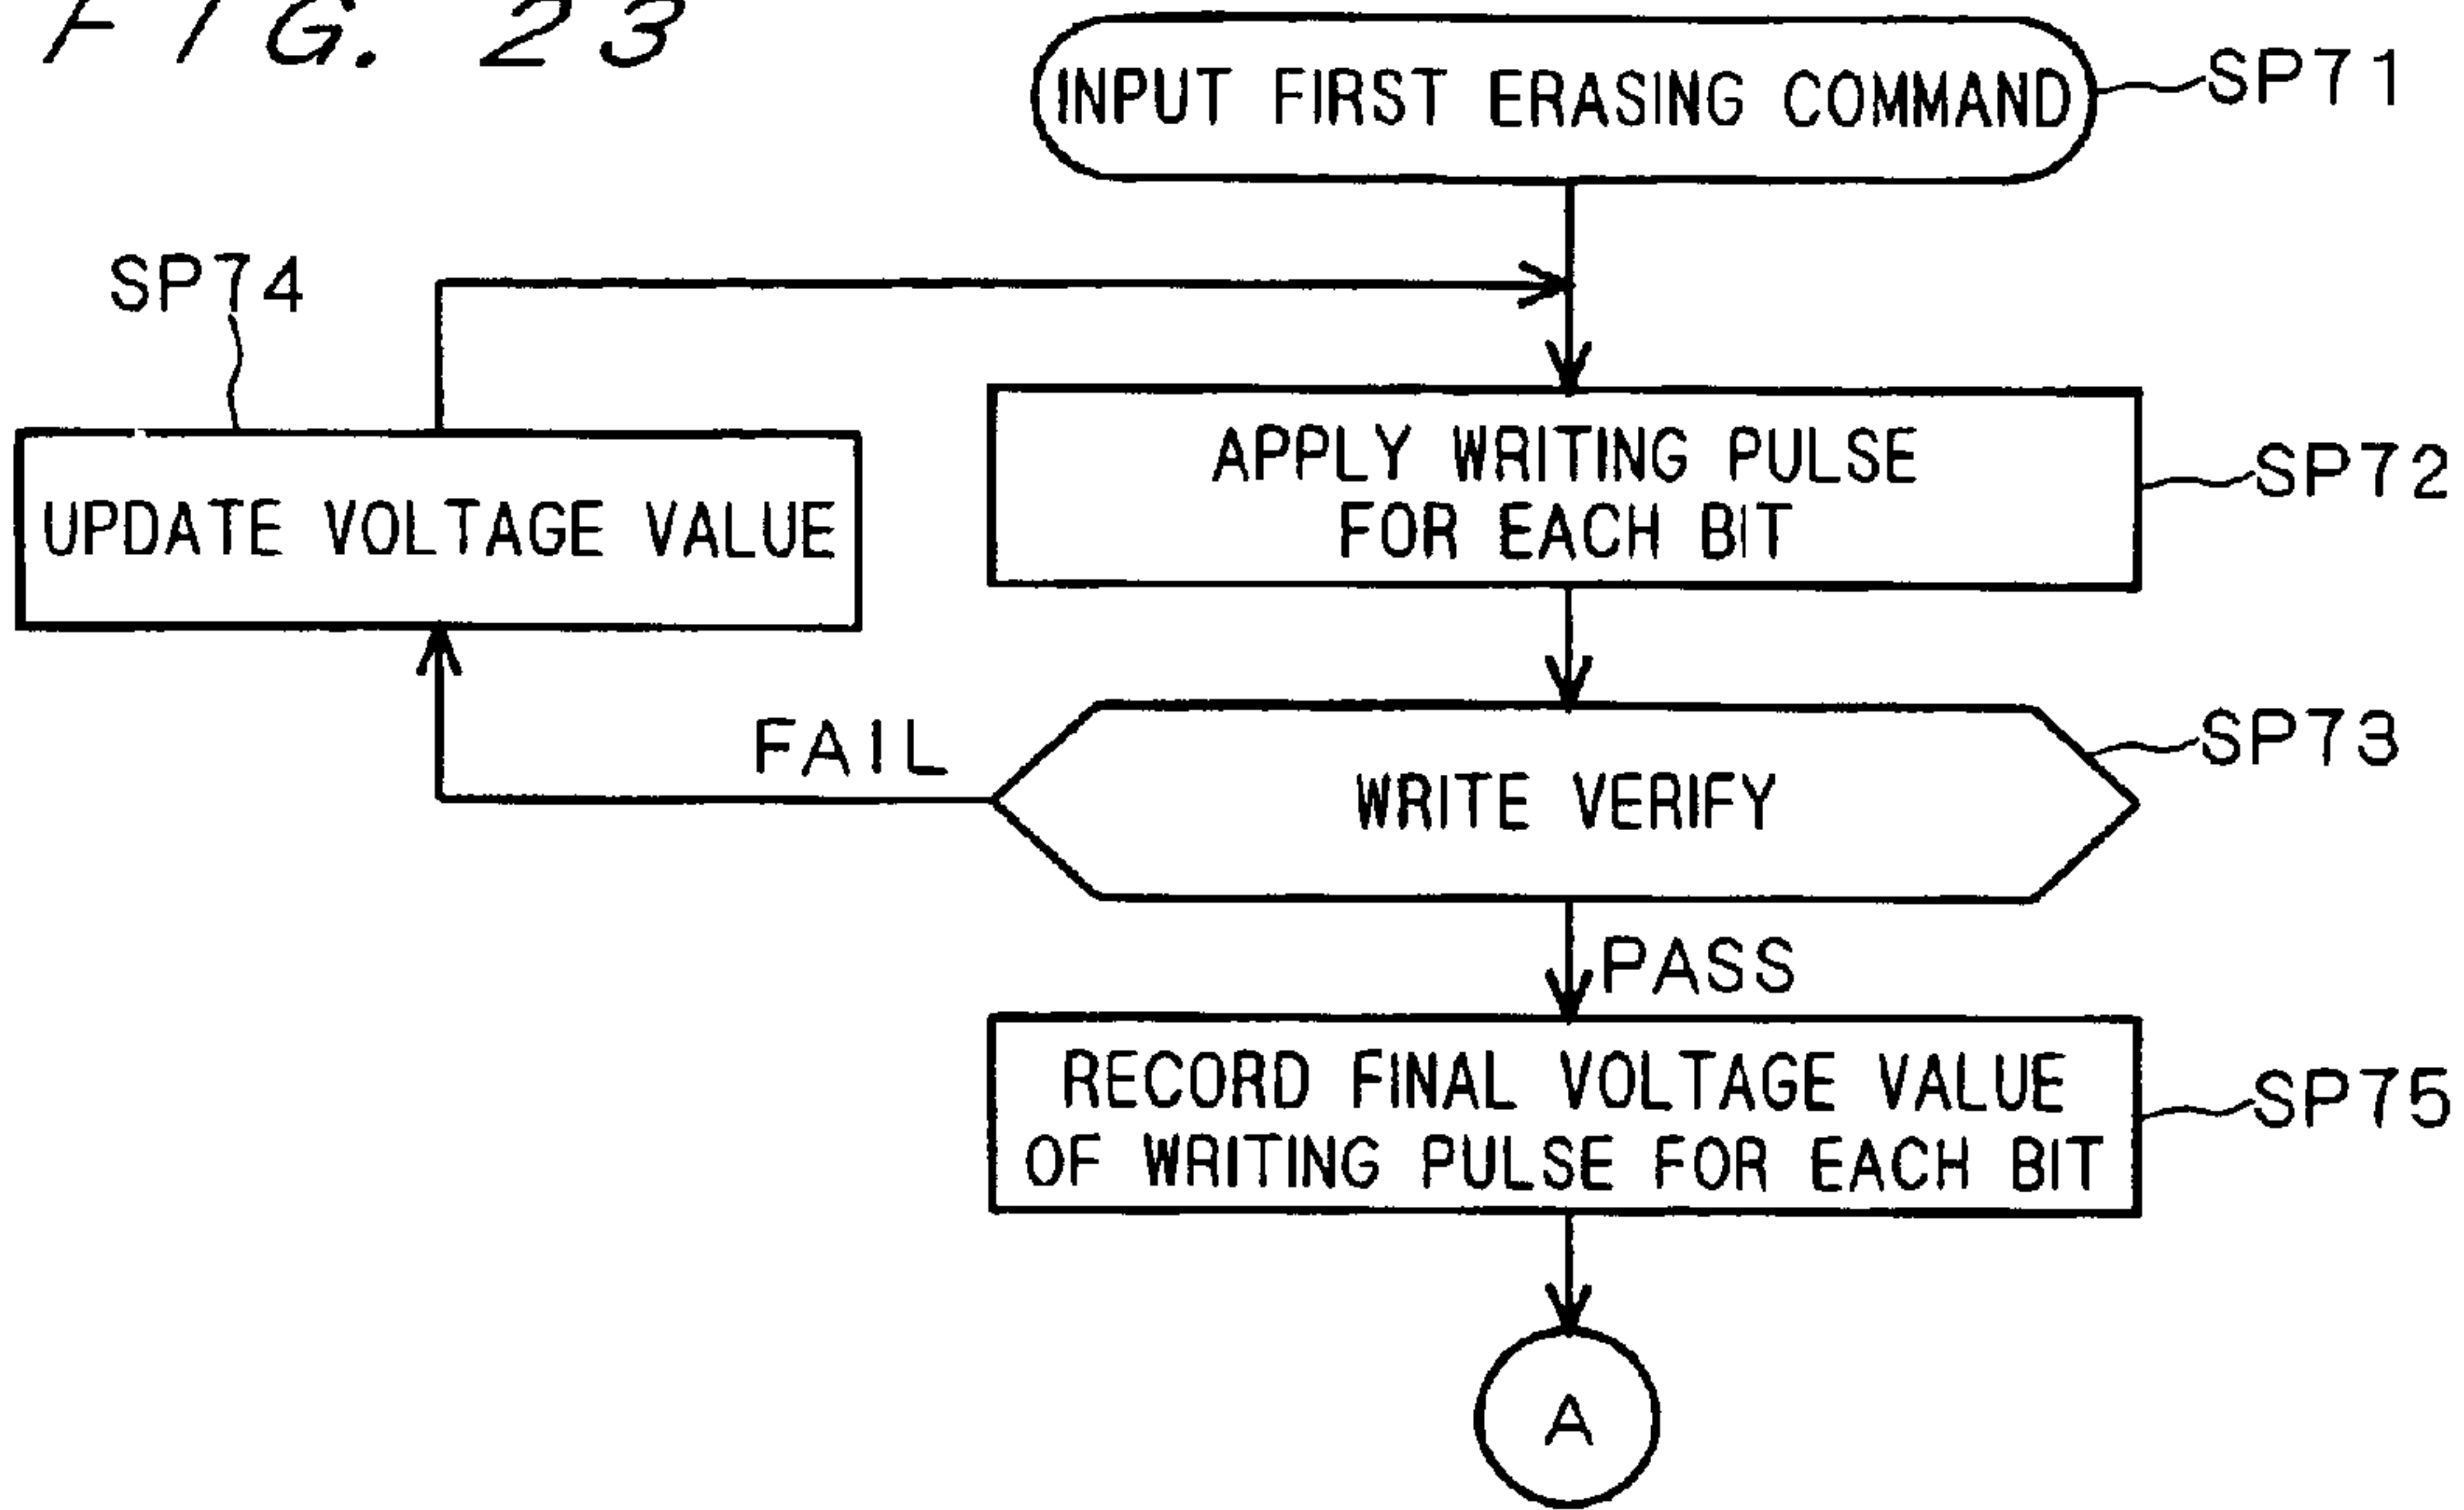 FIG. 23
INPUT FIRST ERASING COMMAND
SP71
SP74
UPDATE VOLTAGE VALUE
APPLY WRITING PULSE
FOR EACH BIT
SP72
FAIL
WRITE VERIFY
SP73
PASS
RECORD FINAL VOLTAGE VALUE
OF WRITING PULSE FOR EACH BIT
SP75
A